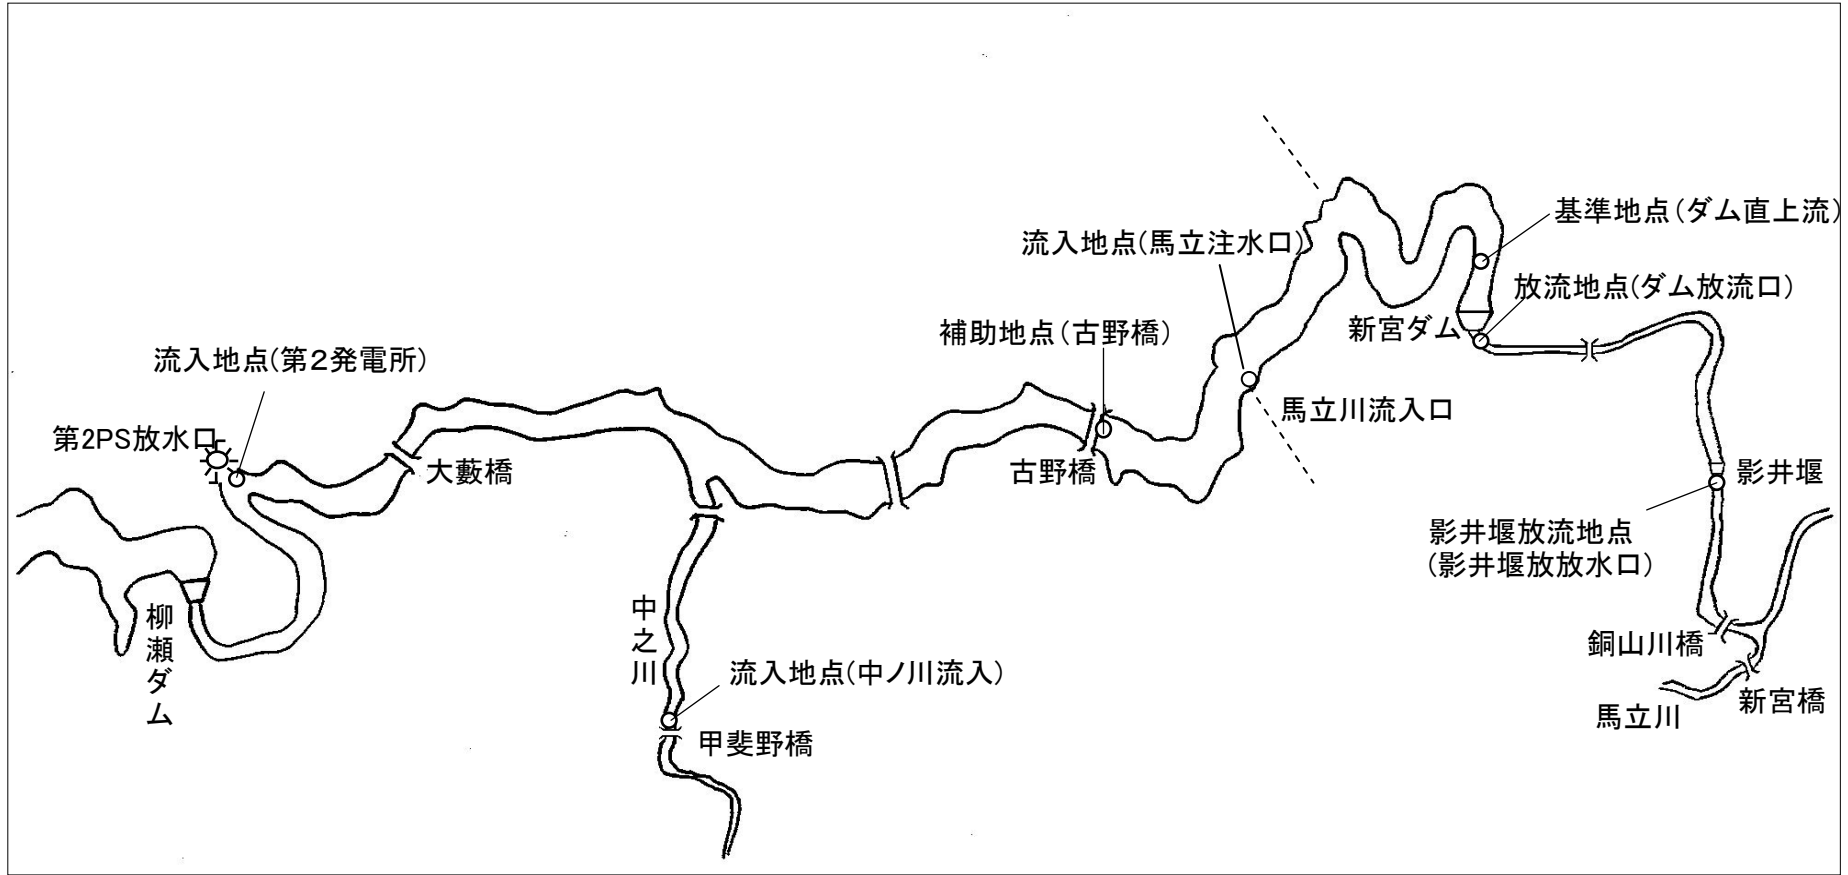 基準地点(ダム直上流)
流入地点(馬立注水口)
放流地点(ダム放流口)
補助地点(古野橋)
新宮ダム
流入地点(第2発電所)
馬立川流入口
第2PS放水口
大藪橋
古野橋
影井堰
影井堰放流地点
(影井堰放放水口)
柳瀬ダム
中之川
銅山川橋
流入地点(中ノ川流入)
新宮橋
馬立川
甲斐野橋